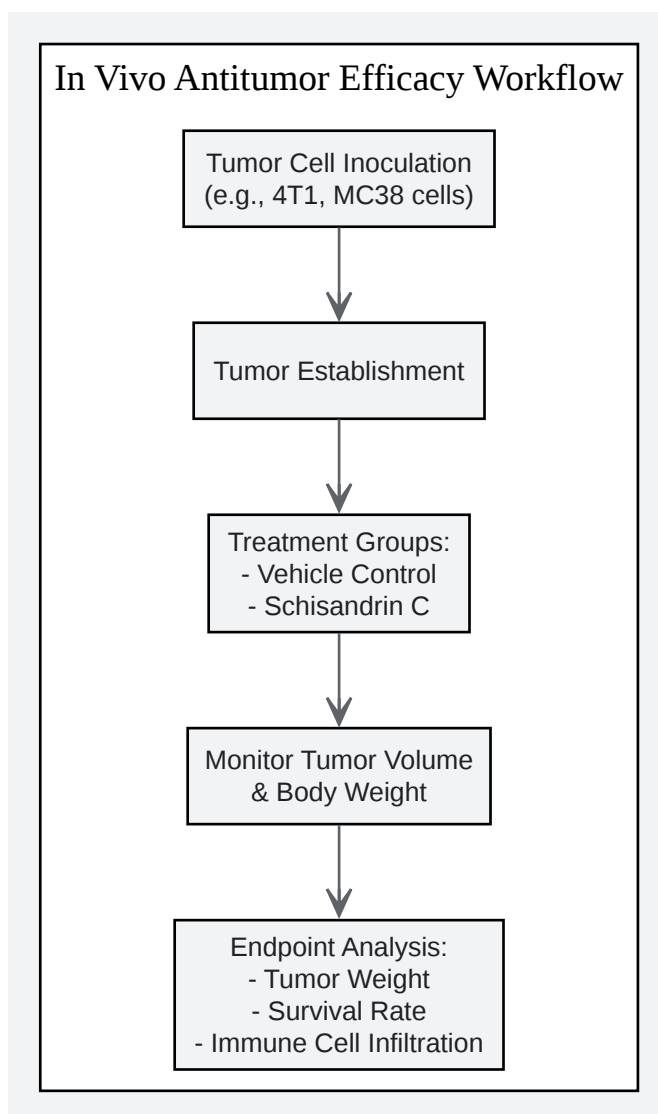 In Vivo Antitumor Efficacy Workflow
Tumor Cell Inoculation
(e.g., 4T1, MC38 cells)
Tumor Establishment
Treatment Groups:
- Vehicle Control
- Schisandrin C
Monitor Tumor Volume
& Body Weight
Endpoint Analysis:
- Tumor Weight
- Survival Rate
- Immune Cell Infiltration